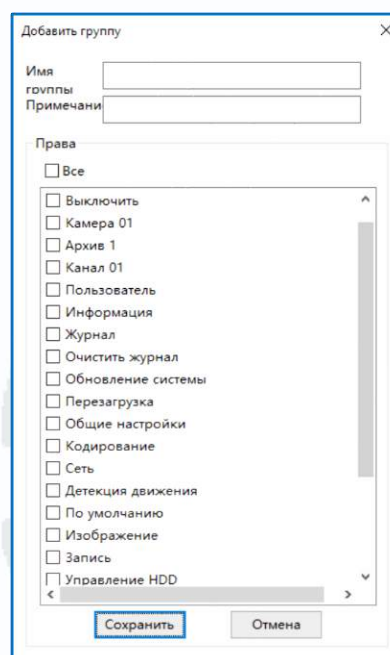 Добавить группу
Имя
группы
Примечани
Права
Все
Выключить
Камера 01
Архив 1
Канал 01
Пользователь
Информация
Журнал
Очистить журнал
Обновление системы
Перезагрузка
Общие настройки
Кодирование
Сеть
Детекция движения
По умолчанию
Изображение
Запись
Управление HDD
Сохранить Отмена